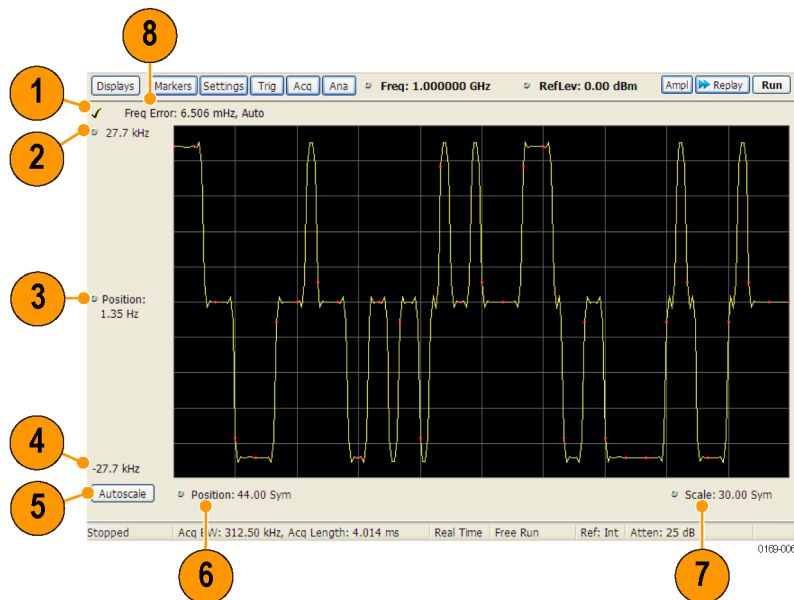 8
Displays Markers Settings Trig Acq Ana Freq: 1.000000 GHz RefLev: 0.00 dBm Ampl Replay Run
1
Freq Error: 6.506 mHz, Auto
2
27.7 kHz
3
Position:
1.35 Hz
4
-27.7 kHz
5
Autoscale
Position: 44.00 Sym
Scale: 30.00 Sym
Stopped Acq BW: 312.50 kHz, Acq Length: 4.014 ms Real Time Free Run Ref: Int Atten: 25 dB
0169-006
6
7